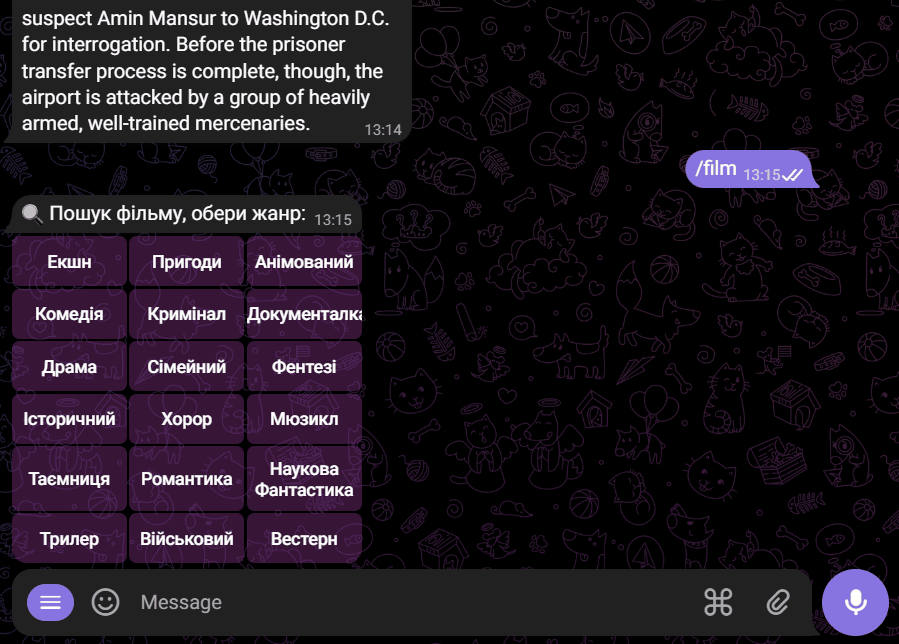 suspect Amin Mansur to Washington D.C.
for interrogation. Before the prisoner
transfer process is complete, though, the
airport is attacked by a group of heavily
armed, well-trained mercenaries.
13:14
/film 13:15
Пошук фільму, обери жанр: 13:15
Екшн Пригоди Анімований
Комедія Кримінал Документалка
Драма Сімейний Фентезі
Історичний Хорор Мюзикл
Таємниця Романтика Наукова
Фантастика
Трилер Військовий Вестерн
Message